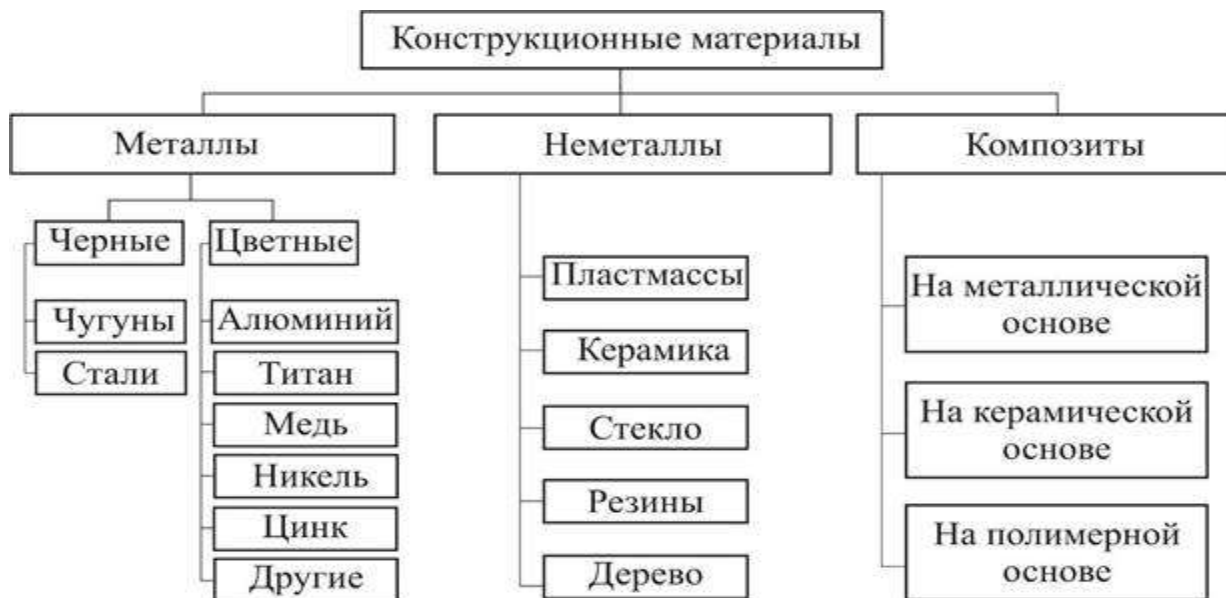 Конструкционные материалы
Металлы
Неметаллы
Композиты
Черные
Цветные
Чугуны
Стали
Алюминий
Титан
Медь
Никель
Цинк
Другие
Пластмассы
Керамика
Стекло
Резины
Дерево
На металлической
основе
На керамической
основе
На полимерной
основе